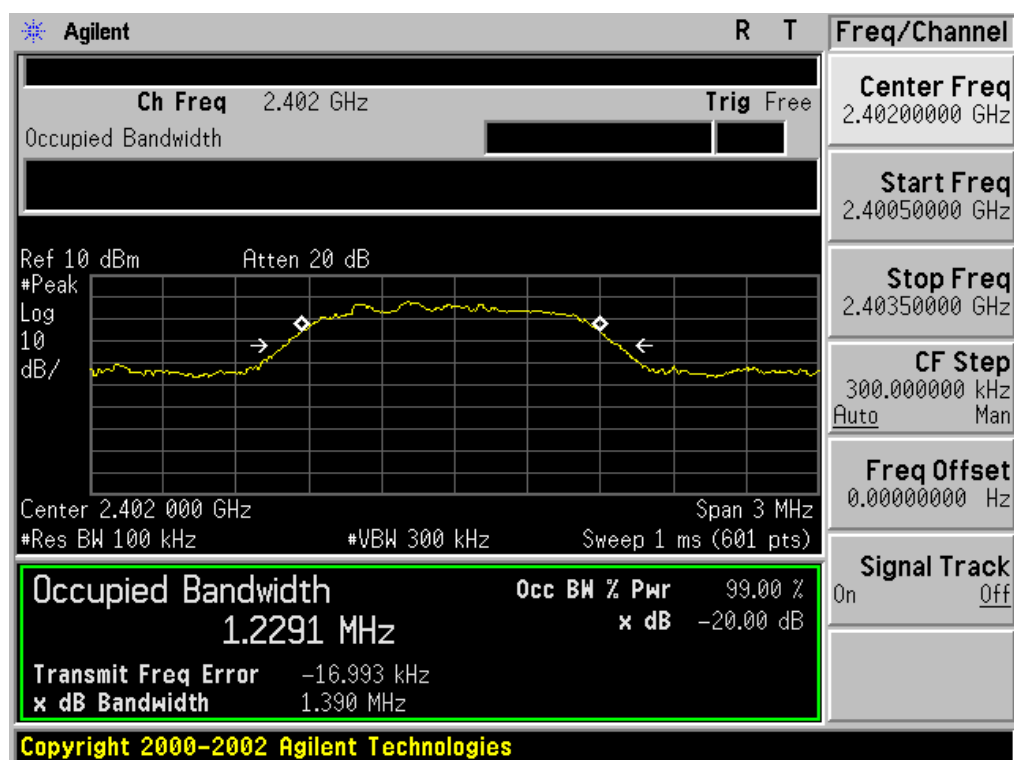 Agilent R T Freq/Channel
Ch Freq 2.402 GHz Trig Free
Occupied Bandwidth
Center Freq
2.40200000 GHz
Start Freq
2.40050000 GHz
Stop Freq
2.40350000 GHz
CF Step
300.000000 kHz
Auto Man
Freq Offset
0.00000000 Hz
Signal Track
On Off
Ref 10 dBm Atten 20 dB
#Peak
Log
10
dB/
Center 2.402 000 GHz Span 3 MHz
#Res BW 100 kHz #VBW 300 kHz Sweep 1 ms (601 pts)
Occupied Bandwidth Occ BW % Pwr 99.00 %
1.2291 MHz x dB -20.00 dB
Transmit Freq Error -16.993 kHz
x dB Bandwidth 1.390 MHz
Copyright 2000-2002 Agilent Technologies